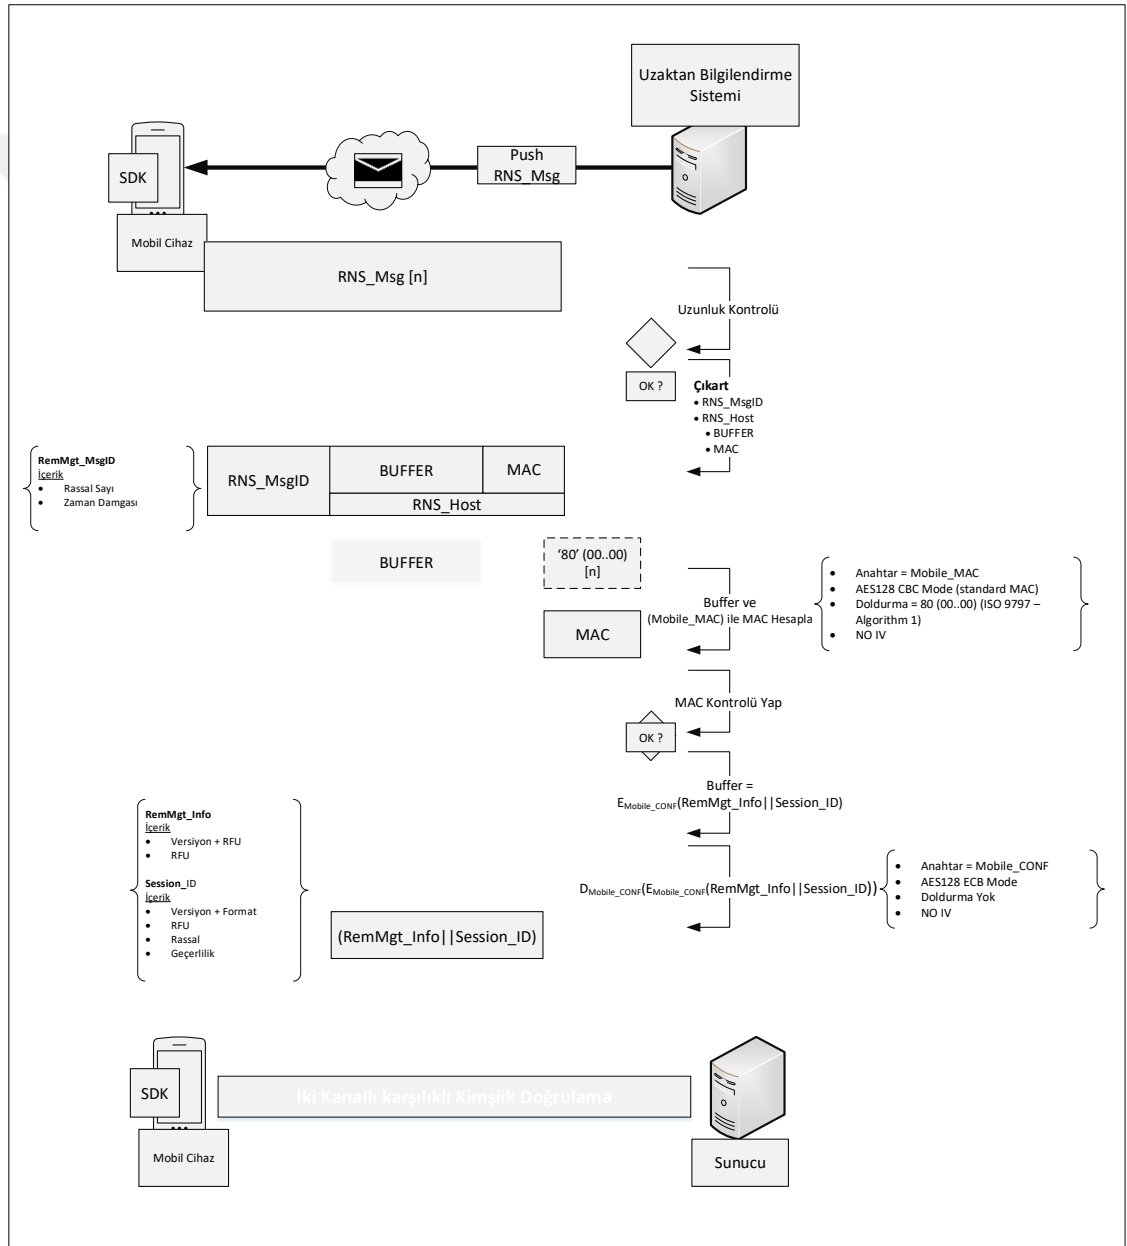 Uzaktan Bilgilendirme
Sistemi
Push
RNS_Msg
SDK
Mobil Cihaz
RNS_Msg [n]
Uzunluk Kontrolü
OK ?
Çıkart
• RNS_MsgID
• RNS_Host
• BUFFER
• MAC
RemMgt_MsgID
İçerik
• Rassal Sayı
• Zaman Damgası
RNS_MsgID
BUFFER
MAC
RNS_Host
BUFFER
‘80’ (00..00)
[n]
MAC
Buffer ve
(Mobile_MAC) ile MAC Hesapla
• Anahtar = Mobile_MAC
• AES128 CBC Mode (standard MAC)
• Doldurma = 80 (00..00) (ISO 9797 –
Algorithm 1)
• NO IV
MAC Kontrolü Yap
OK ?
Buffer =
EMobile_CONF(RemMgt_Info||Session_ID)
RemMgt_Info
İçerik
• Versiyon + RFU
• RFU
Session_ID
İçerik
• Versiyon + Format
• RFU
• Rassal
• Geçerlilik
DMobile_CONF(EMobile_CONF(RemMgt_Info||Session_ID))
• Anahtar = Mobile_CONF
• AES128 ECB Mode
• Doldurma Yok
• NO IV
(RemMgt_Info||Session_ID)
SDK
Mobil Cihaz
İki Kanallı karşılıklı Kimşlik Doğrulama
Sunucu